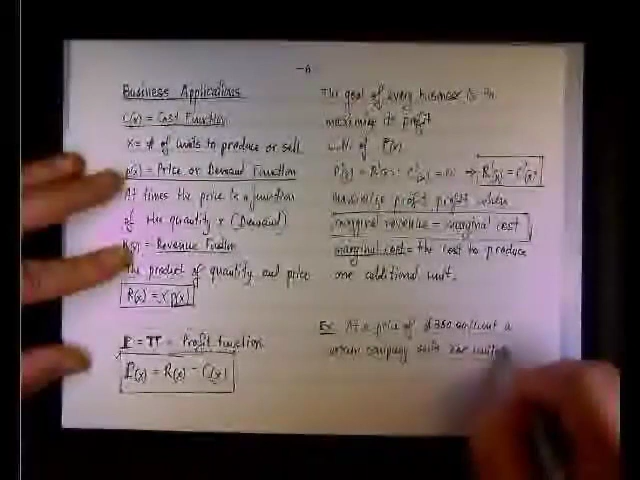 Business Applications
C(x) = Cost Function
x = # of units to produce or sell
p(x) = Price or Demand Function
At times the price is a function
of the quantity x (Demand)
R(x) = Revenue Function
The product of quantity and price
R(x) = x p(x)
P = π = Profit function
P(x) = R(x) - C(x)
The goal of every business is to
maximize its profit
P(x)
P'(x) = R'(x) - C'(x) = 0 ⇒ R'(x) = C'(x)
maximize profit profit when
marginal revenue = marginal cost
marginal cost = the cost to produce
one additional unit.
Ex: At a price of $350 a
certain company sells units